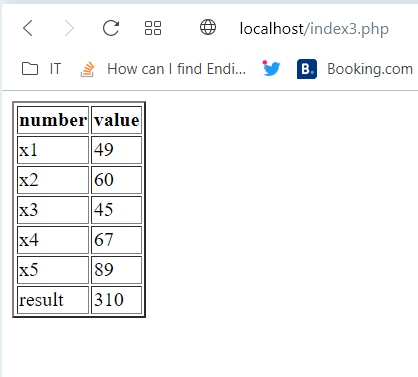 localhost/index3.php
IT How can I find Endi... B. Booking.com
number value
x1 49
x2 60
x3 45
x4 67
x5 89
result 310